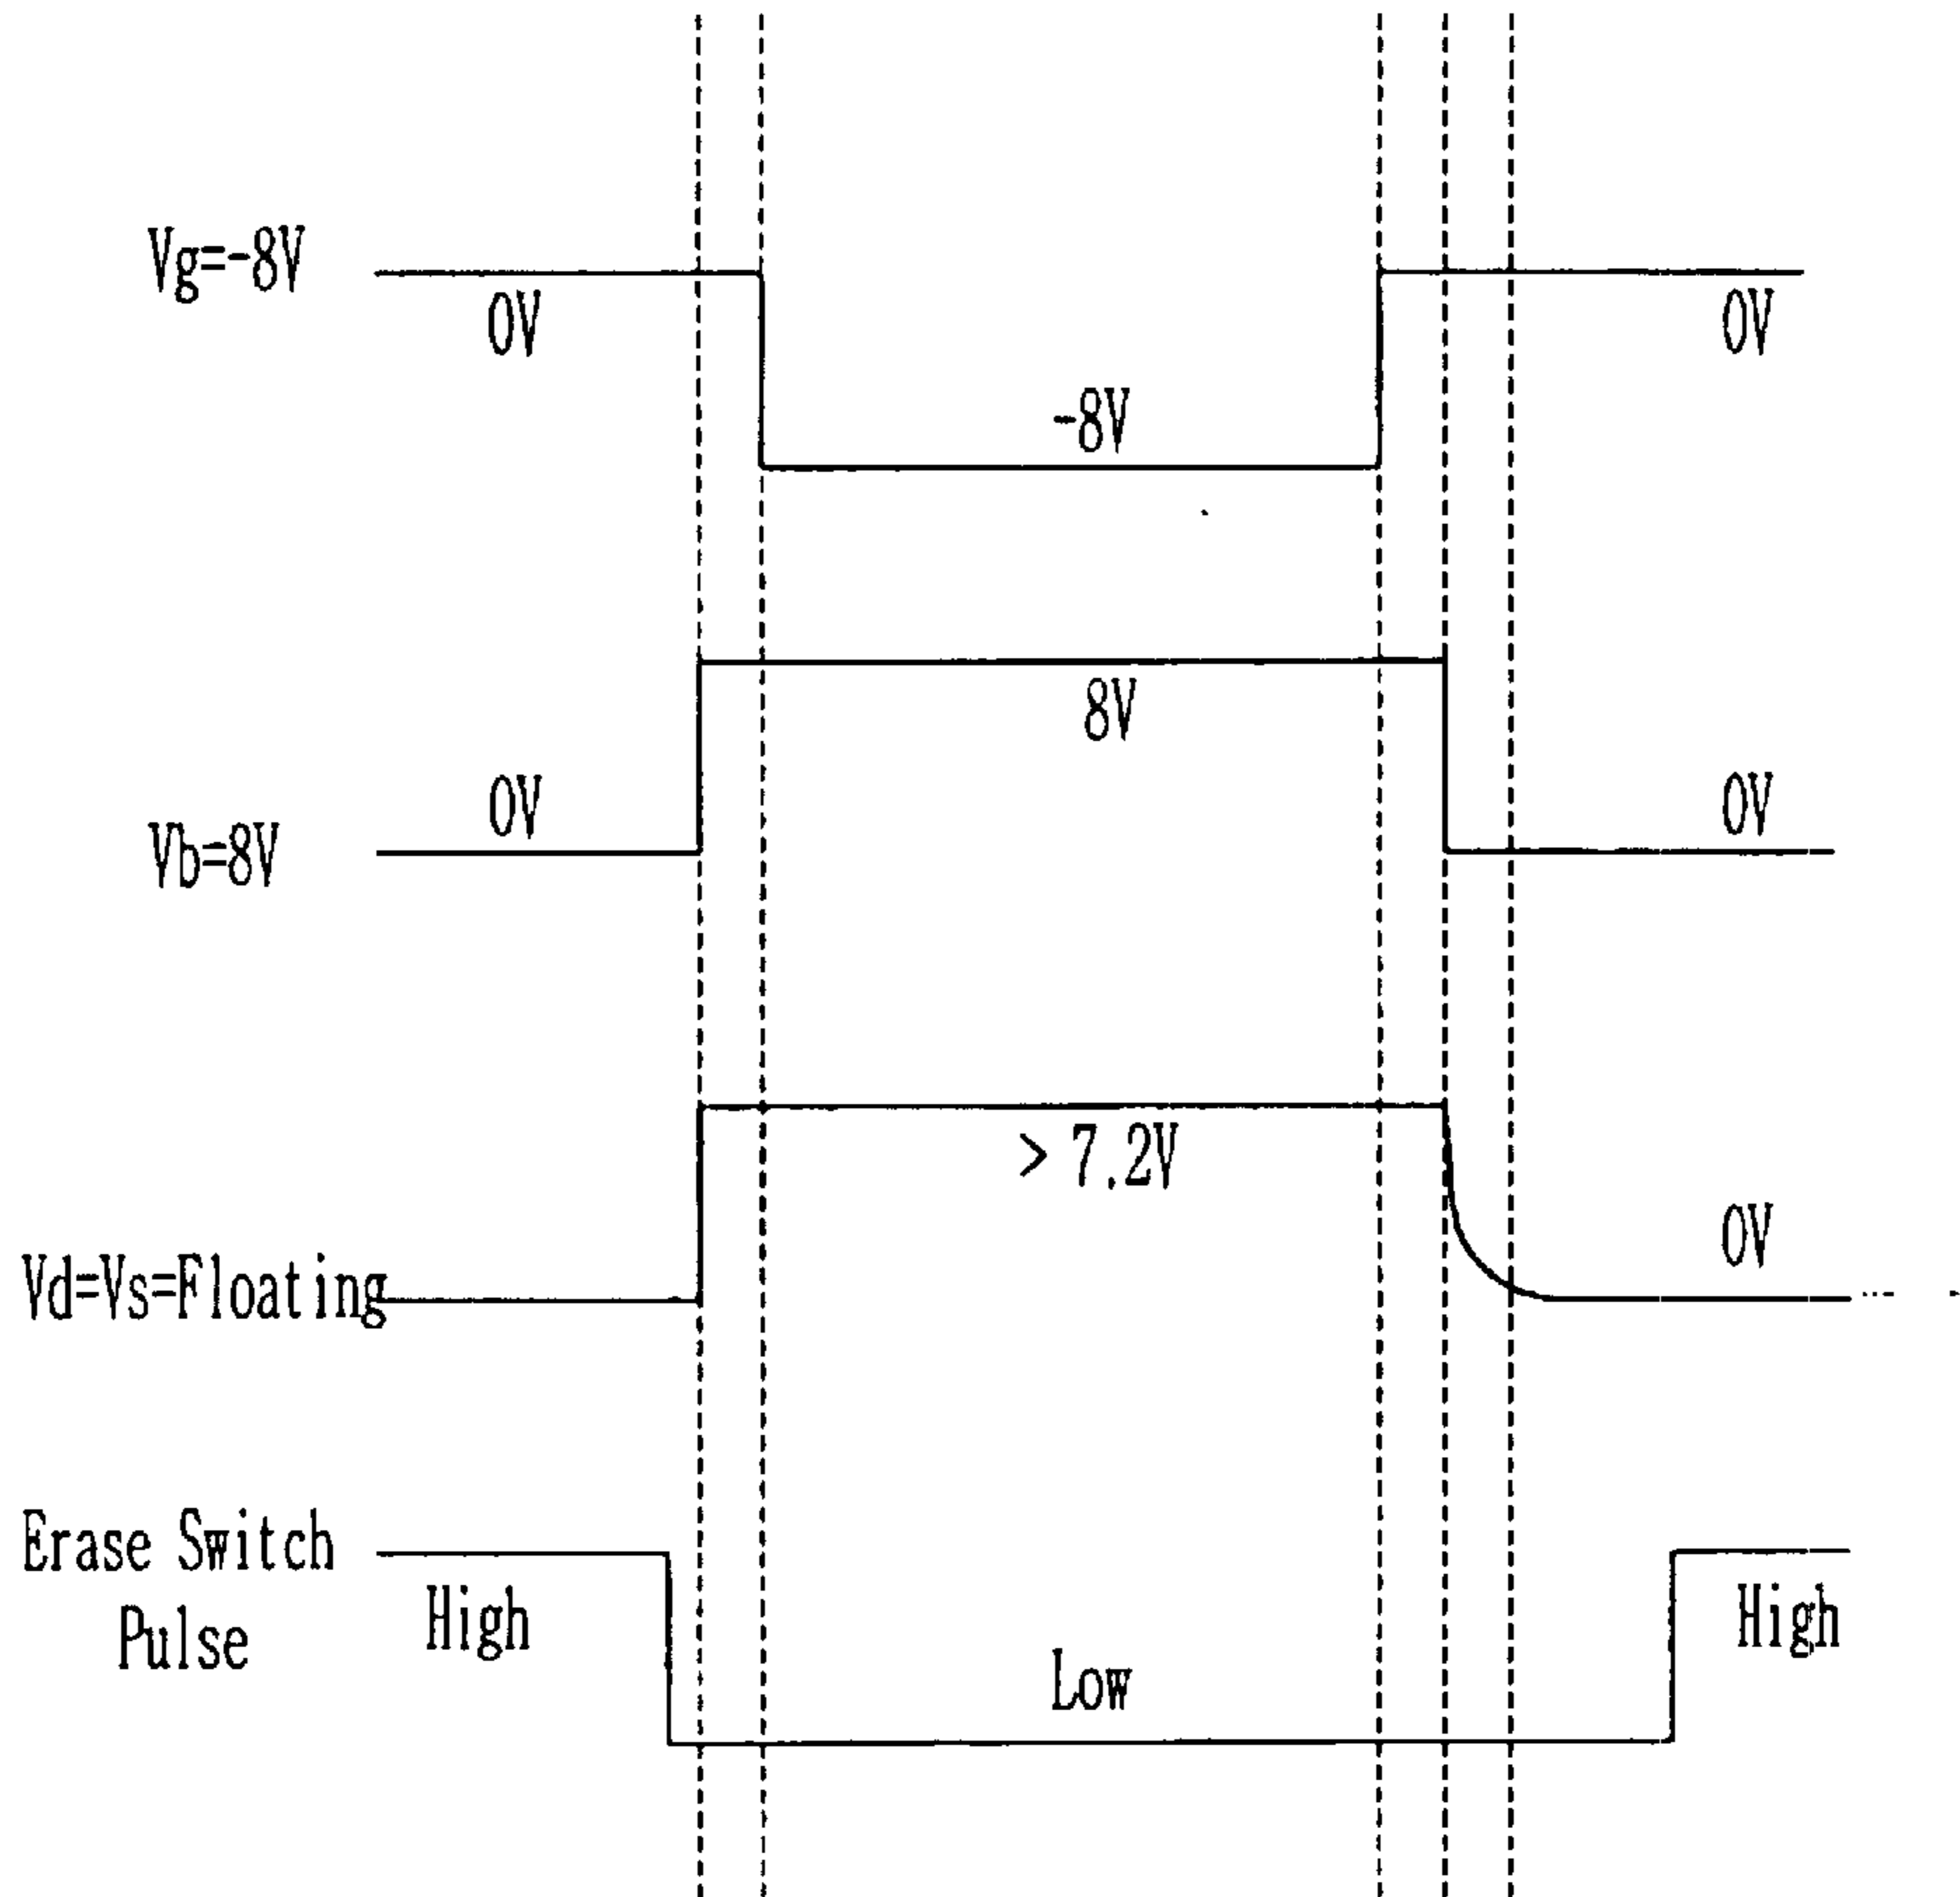 Vg=-8V
0V
0V
-8V
8V
0V
0V
Vb=8V
> 7.2V
0V
Vd=Vs=Floating
Erase Switch
Pulse
High
High
Low